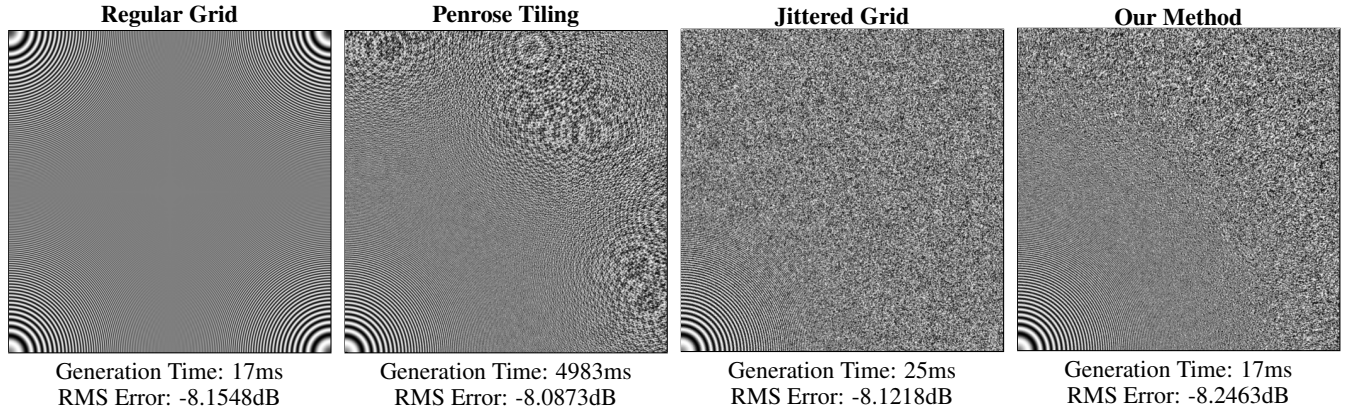 Regular Grid
Penrose Tiling
Jittered Grid
Our Method
Generation Time: 17ms
RMS Error: -8.1548dB
Generation Time: 4983ms
RMS Error: -8.0873dB
Generation Time: 25ms
RMS Error: -8.1218dB
Generation Time: 17ms
RMS Error: -8.2463dB